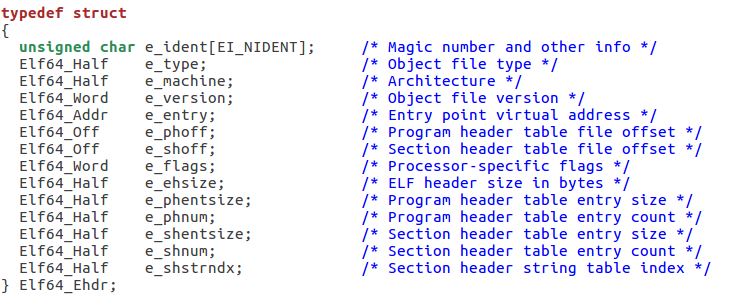 typedef struct
{
  unsigned char e_ident[EI_NIDENT];     /* Magic number and other info */
  Elf64_Half    e_type;                 /* Object file type */
  Elf64_Half    e_machine;              /* Architecture */
  Elf64_Word    e_version;              /* Object file version */
  Elf64_Addr    e_entry;                /* Entry point virtual address */
  Elf64_Off     e_phoff;                /* Program header table file offset */
  Elf64_Off     e_shoff;                /* Section header table file offset */
  Elf64_Word    e_flags;                /* Processor-specific flags */
  Elf64_Half    e_ehsize;               /* ELF header size in bytes */
  Elf64_Half    e_phentsize;            /* Program header table entry size */
  Elf64_Half    e_phnum;                /* Program header table entry count */
  Elf64_Half    e_shentsize;            /* Section header table entry size */
  Elf64_Half    e_shnum;                /* Section header table entry count */
  Elf64_Half    e_shstrndx;             /* Section header string table index */
} Elf64_Ehdr;